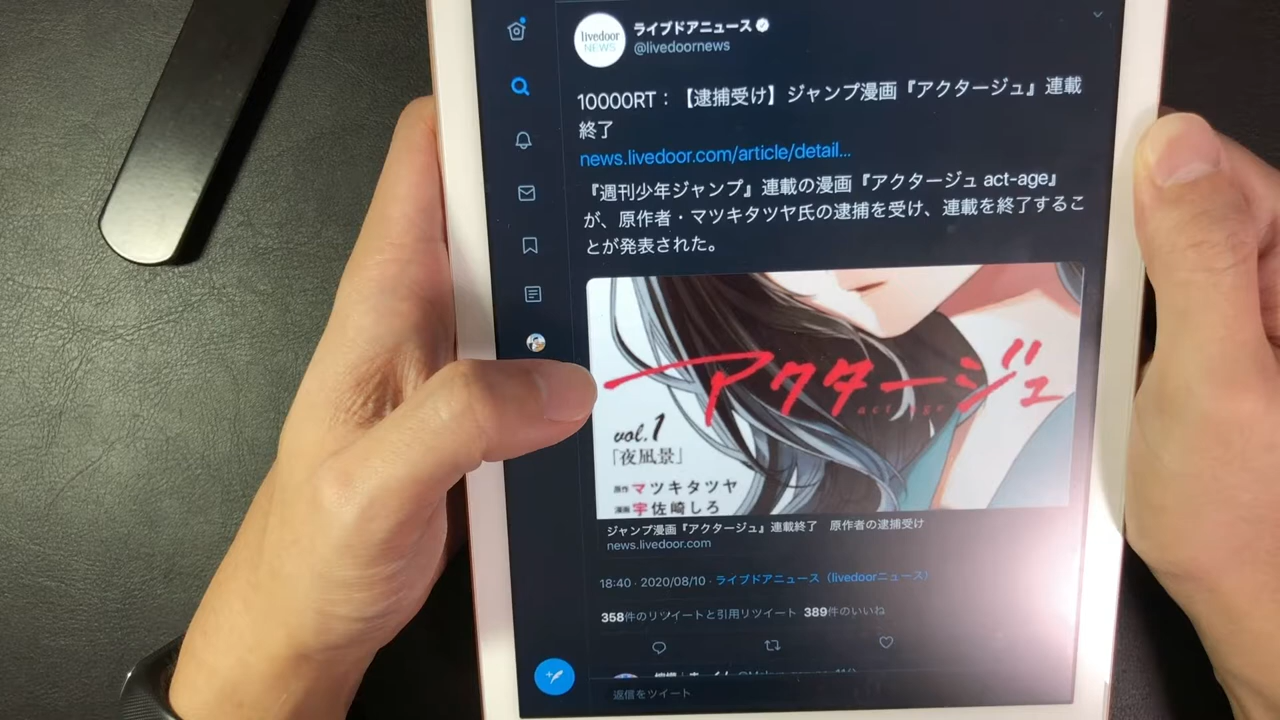 livedoor
NEWS
ライブドアニュース
@livedoornews
10000RT：【逮捕受け】ジャンプ漫画『アクタージュ』連載
終了
news.livedoor.com/article/detail...
『週刊少年ジャンプ』連載の漫画『アクタージュ act-age』
が、原作者・マツキタツヤ氏の逮捕を受け、連載を終了するこ
とが発表された。
アクタージュ
act-age
vol.1
「夜凪景」
原作 マツキタツヤ
漫画 宇佐崎しろ
ジャンプ漫画『アクタージュ』連載終了 原作者の逮捕受け
news.livedoor.com
18:40 · 2020/08/10 · ライブドアニュース（livedoorニュース）
358件のリツイートと引用リツイート 389件のいいね
返信をツイート